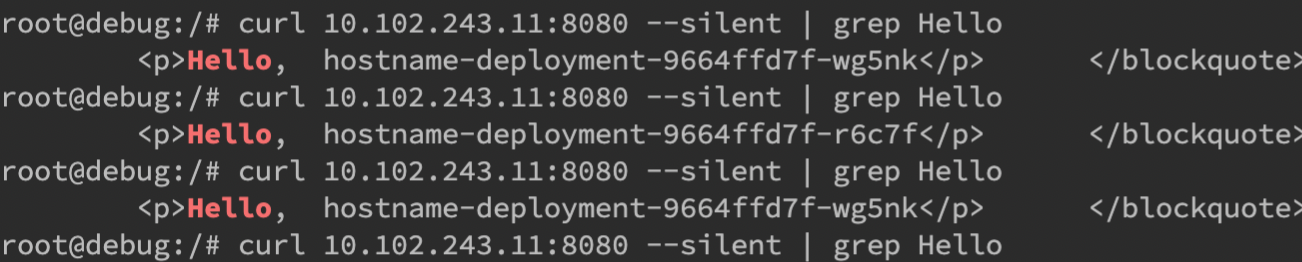 root@debug:/# curl 10.102.243.11:8080 --silent | grep Hello
<p>Hello,  hostname-deployment-9664ffd7f-wg5nk</p>      </blockquote>
root@debug:/# curl 10.102.243.11:8080 --silent | grep Hello
<p>Hello,  hostname-deployment-9664ffd7f-r6c7f</p>      </blockquote>
root@debug:/# curl 10.102.243.11:8080 --silent | grep Hello
<p>Hello,  hostname-deployment-9664ffd7f-wg5nk</p>      </blockquote>
root@debug:/# curl 10.102.243.11:8080 --silent | grep Hello